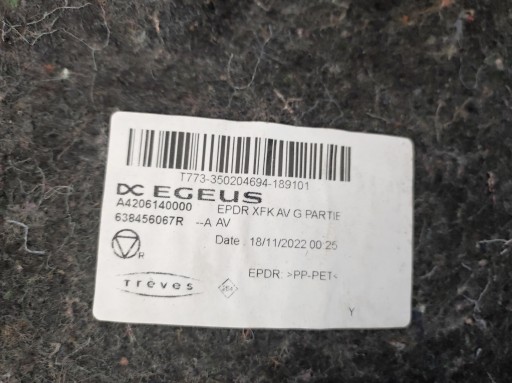 T773-350204694-189101
EGEUS
A4206140000 EPDR XFK AV G PARTIE
638456067R --A AV
Date : 18/11/2022 00:25
R
EPDR: >PP-PET<
Trèves
Y